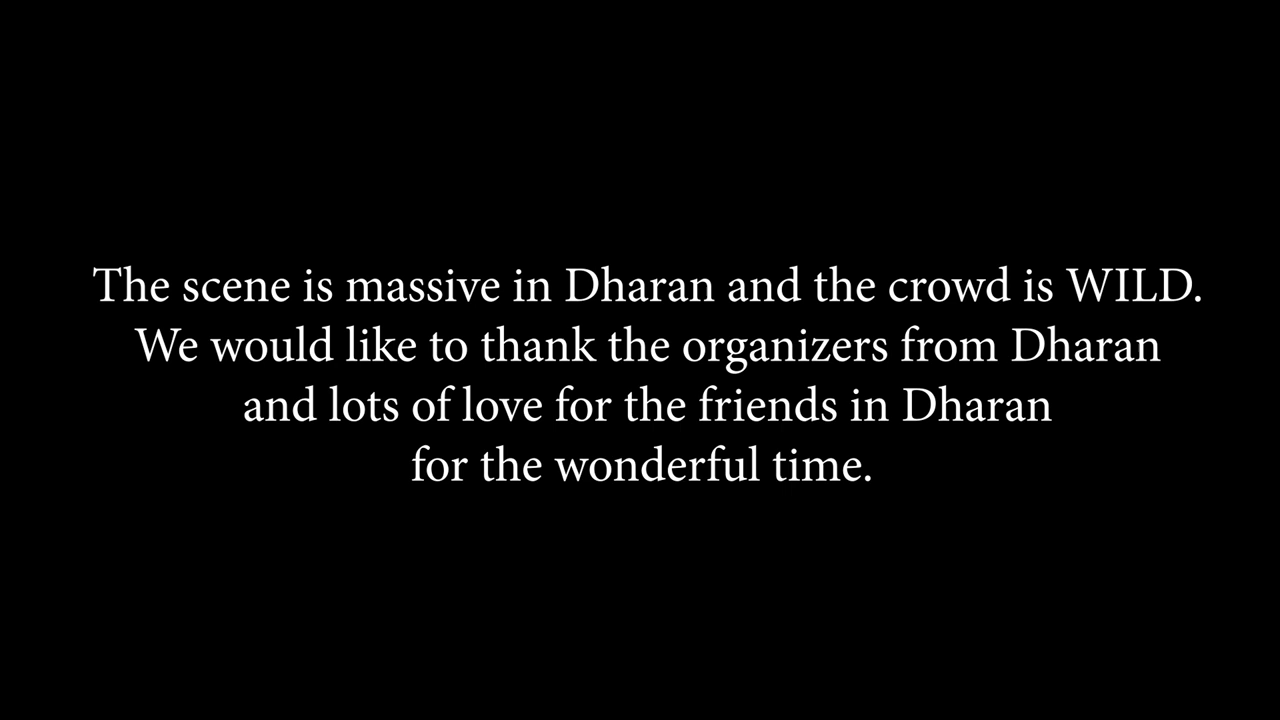 The scene is massive in Dharan and the crowd is WILD.
We would like to thank the organizers from Dharan
and lots of love for the friends in Dharan
for the wonderful time.